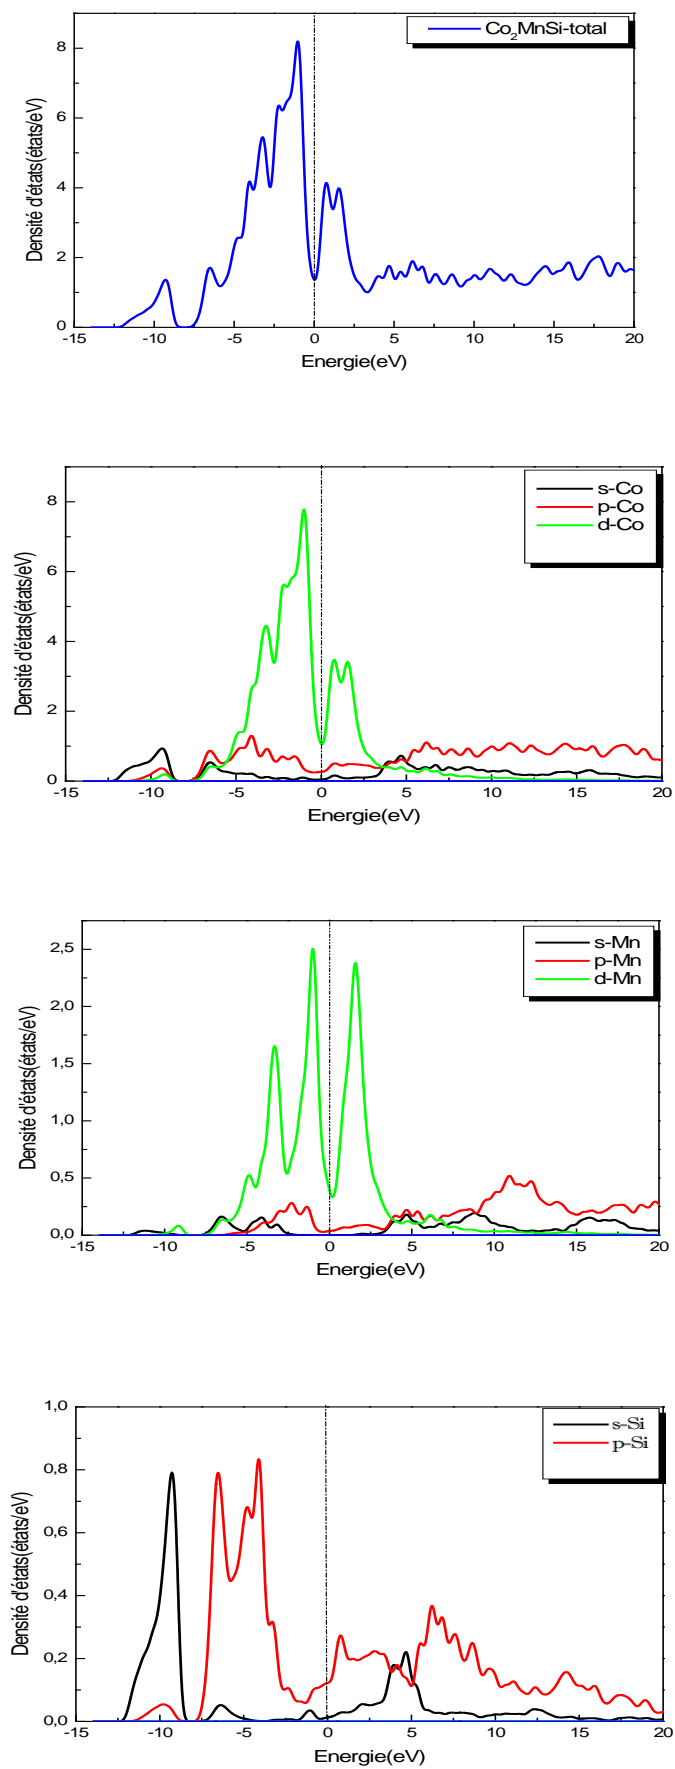 Co₂MnSi-total
Densité d'états(états/eV)
8
6
4
2
0
-15 -10 -5 0 5 10 15 20
Energie(eV)
s-Co
p-Co
d-Co
Densité d'états(états/eV)
8
6
4
2
0
-15 -10 -5 0 5 10 15 20
Energie(eV)
s-Mn
p-Mn
d-Mn
Densité d'états(états/eV)
2,5
2,0
1,5
1,0
0,5
0,0
-15 -10 -5 0 5 10 15 20
Energie(eV)
s-Si
p-Si
Densité d'états(états/eV)
1,0
0,8
0,6
0,4
0,2
0,0
-15 -10 -5 0 5 10 15 20
Energie(eV)